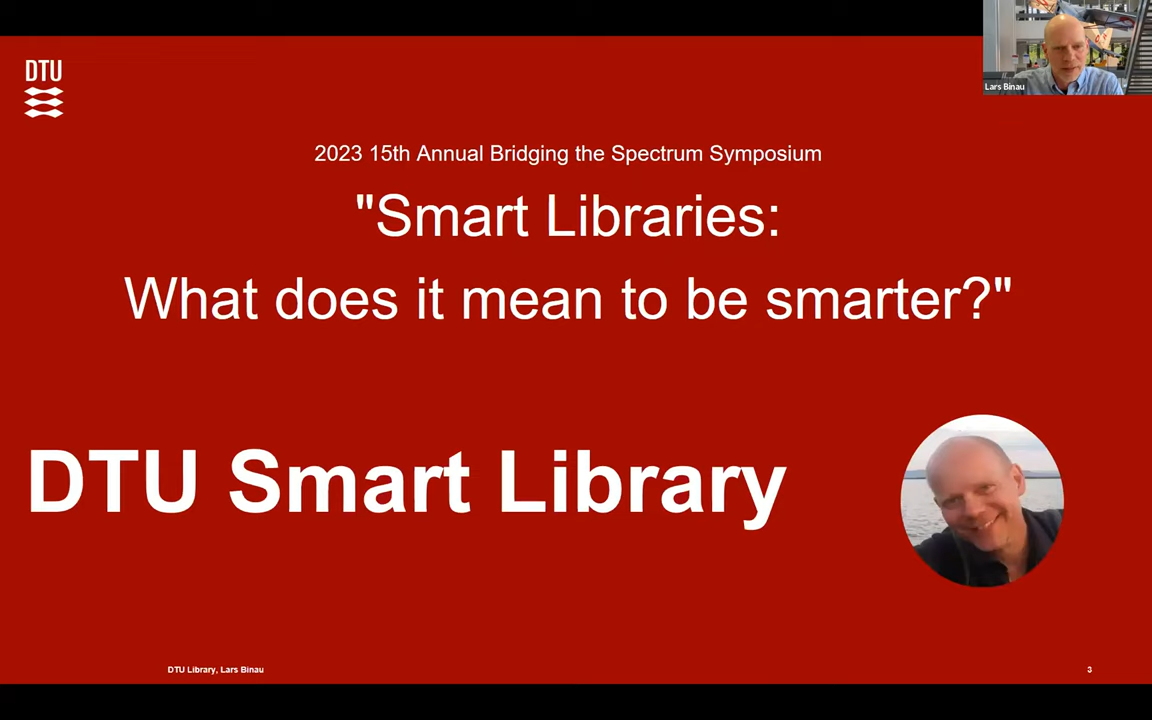 DTU
Lars Binau
2023 15th Annual Bridging the Spectrum Symposium
"Smart Libraries:
What does it mean to be smarter?"
DTU Smart Library
DTU Library, Lars Binau
3